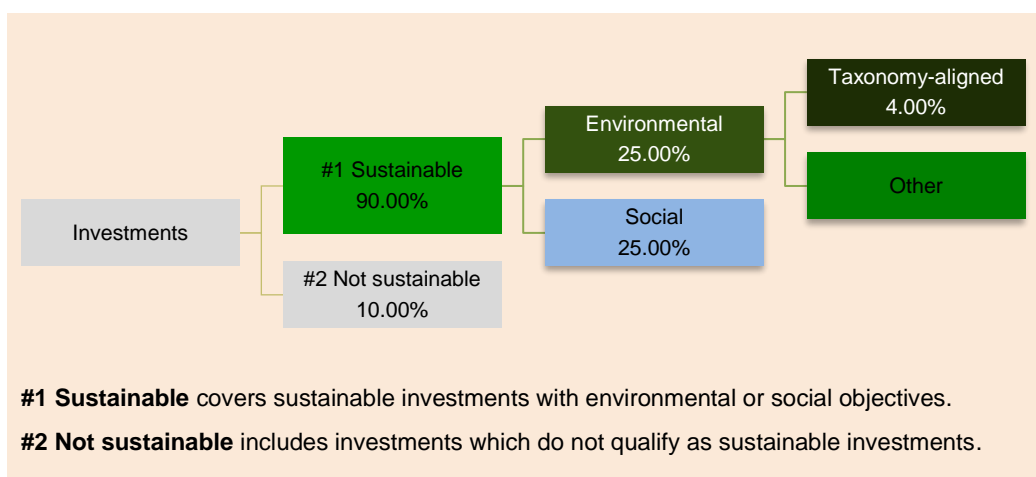 Taxonomy-aligned
4.00%
Environmental
25.00%
#1 Sustainable
90.00%
Other
Social
25.00%
Investments
#2 Not sustainable
10.00%
#1 Sustainable covers sustainable investments with environmental or social objectives.
#2 Not sustainable includes investments which do not qualify as sustainable investments.